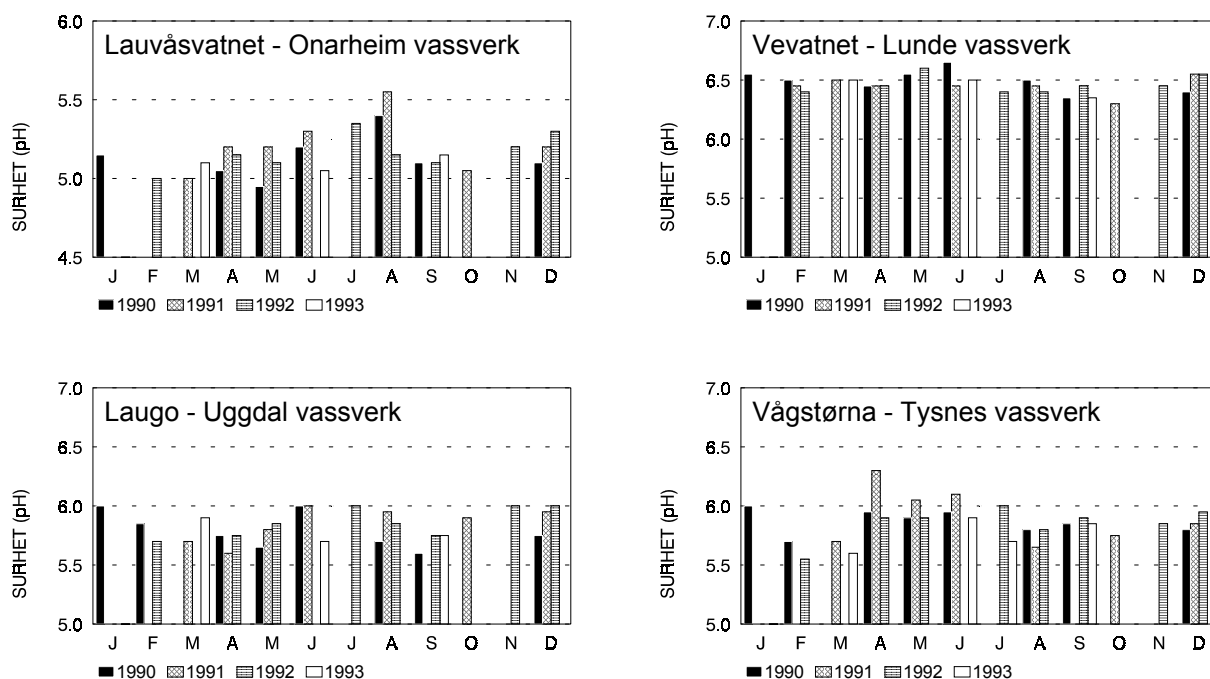 Lauvåsvatnet - Onarheim vassverk
SURHET (pH)
6.0
5.5
5.0
4.5
J F M A M J J A S O N D
1990 1991 1992 1993
Vevatnet - Lunde vassverk
SURHET (pH)
7.0
6.5
6.0
5.5
5.0
J F M A M J J A S O N D
1990 1991 1992 1993
Laugo - Uggdal vassverk
SURHET (pH)
7.0
6.5
6.0
5.5
5.0
J F M A M J J A S O N D
1990 1991 1992 1993
Vågstørna - Tysnes vassverk
SURHET (pH)
7.0
6.5
6.0
5.5
5.0
J F M A M J J A S O N D
1990 1991 1992 1993